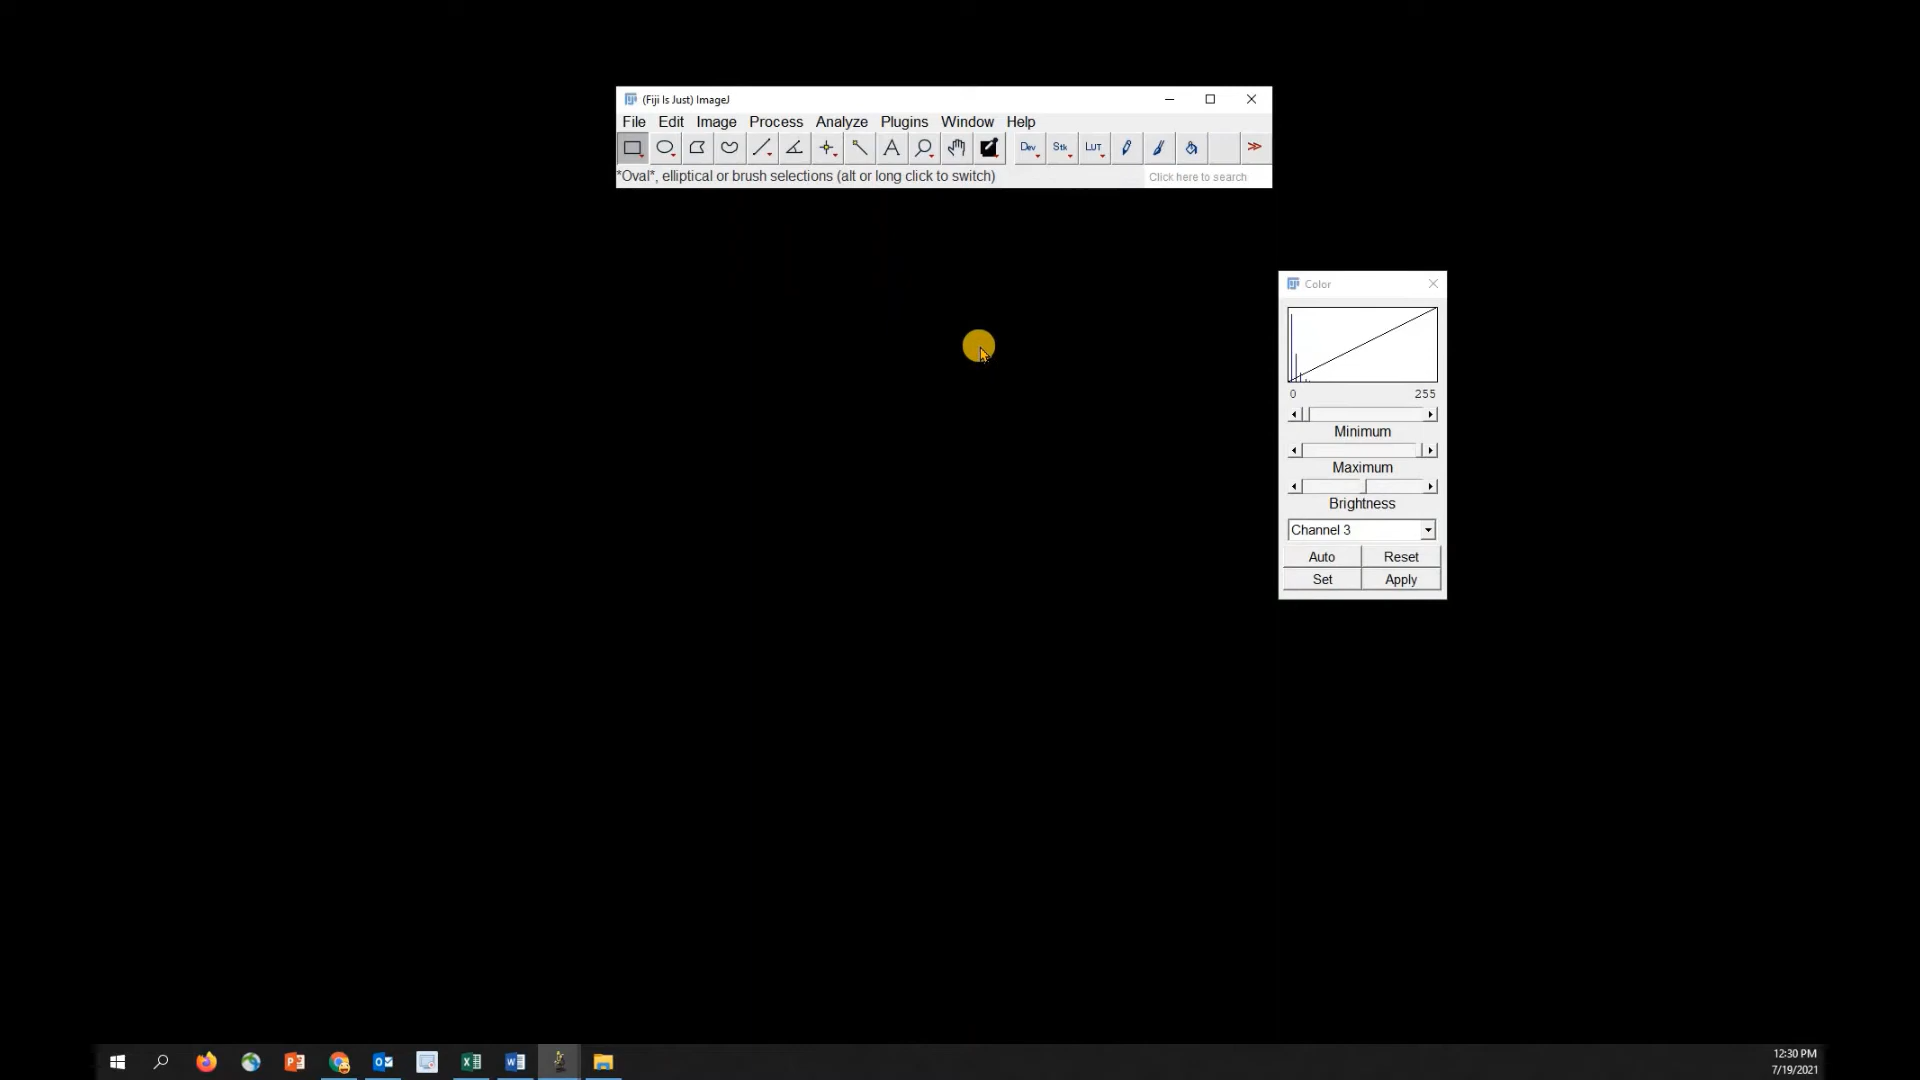 (Fiji Is Just) ImageJ
File Edit Image Process Analyze Plugins Window Help
Dev Stk LUT
*Oval*, elliptical or brush selections (alt or long click to switch)
Click here to search
Color
0 255
Minimum
Maximum
Brightness
Channel 3
Auto Reset
Set Apply
12:30 PM
7/19/2021